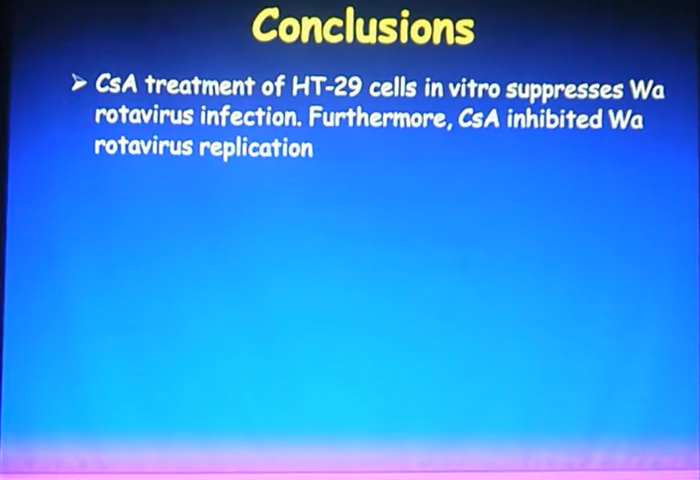 Conclusions
➢ CsA treatment of HT-29 cells in vitro suppresses Wa
rotavirus infection. Furthermore, CsA inhibited Wa
rotavirus replication